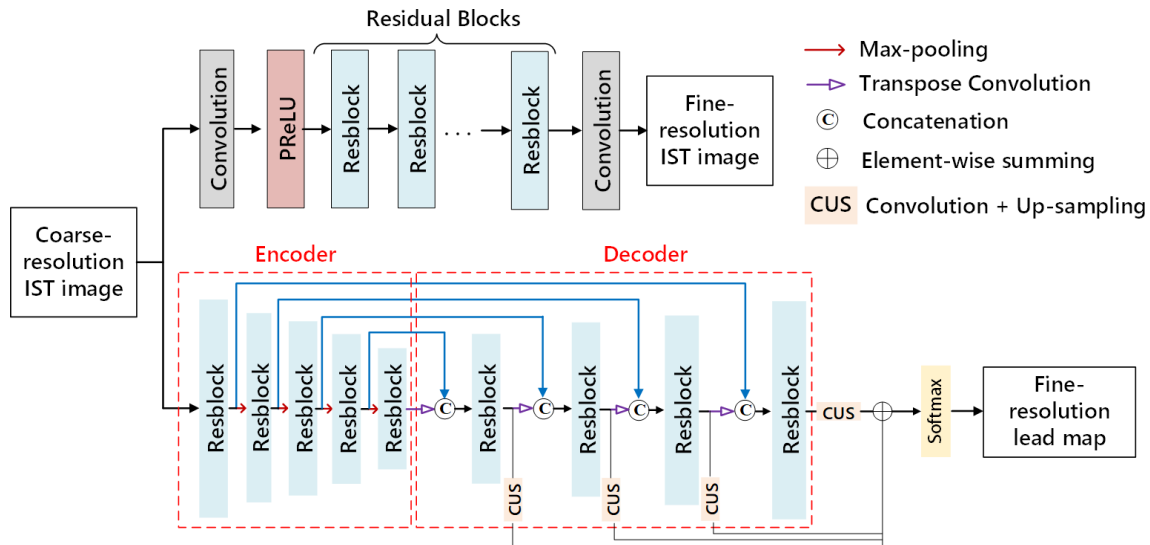 Residual Blocks
Convolution
PReLU
Resblock
Resblock
. . .
Resblock
Convolution
Fine-
resolution
IST image
Max-pooling
Transpose Convolution
C Concatenation
Element-wise summing
CUS Convolution + Up-sampling
Coarse-
resolution
IST image
Encoder
Decoder
Resblock
Resblock
Resblock
Resblock
Resblock
C
Resblock
C
Resblock
C
Resblock
C
Resblock
CUS
CUS
CUS
CUS
Softmax
Fine-
resolution
lead map